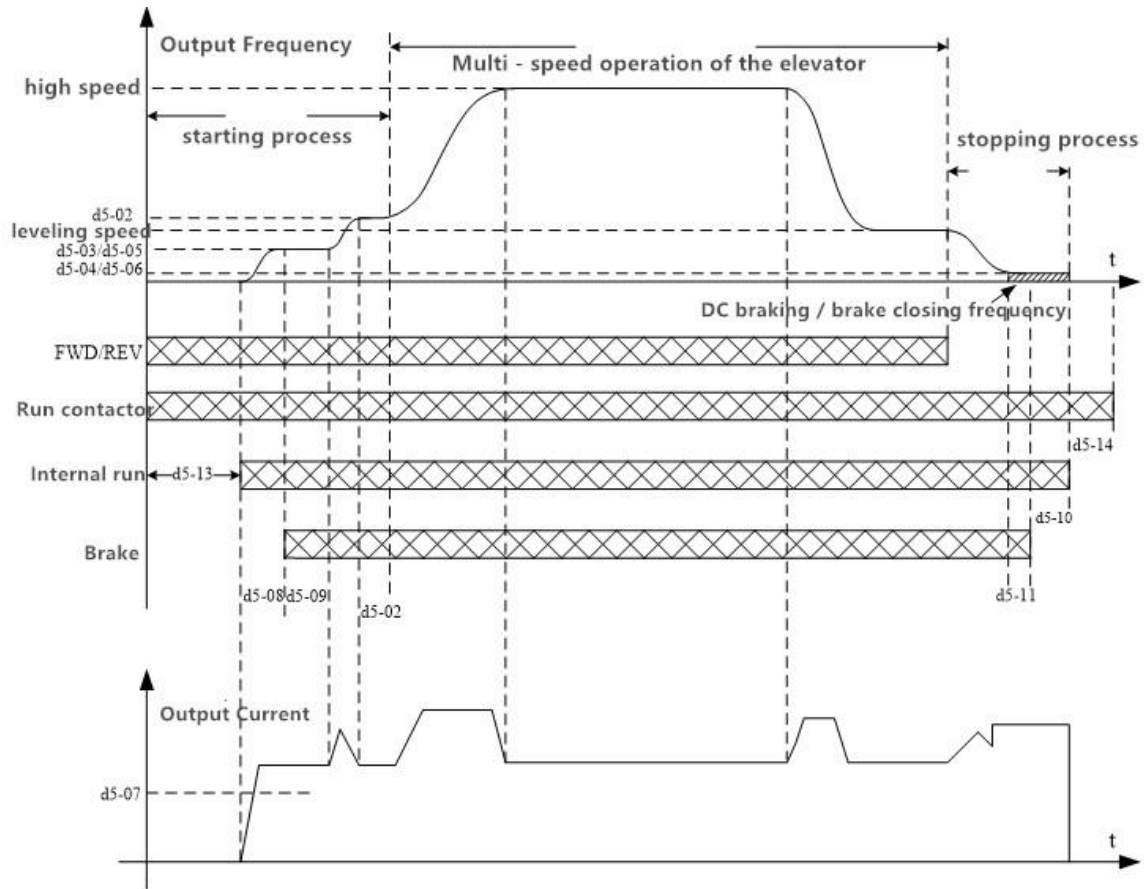 Output Frequency
Multi - speed operation of the elevator
high speed
starting process
stopping process
d5-02
leveling speed
d5-03/d5-05
d5-04/d5-06
t
DC braking / brake closing frequency
FWD/REV
Run contactor
d5-14
Internal run
d5-13
d5-10
Brake
d5-08
d5-09
d5-02
d5-11
Output Current
d5-07
t